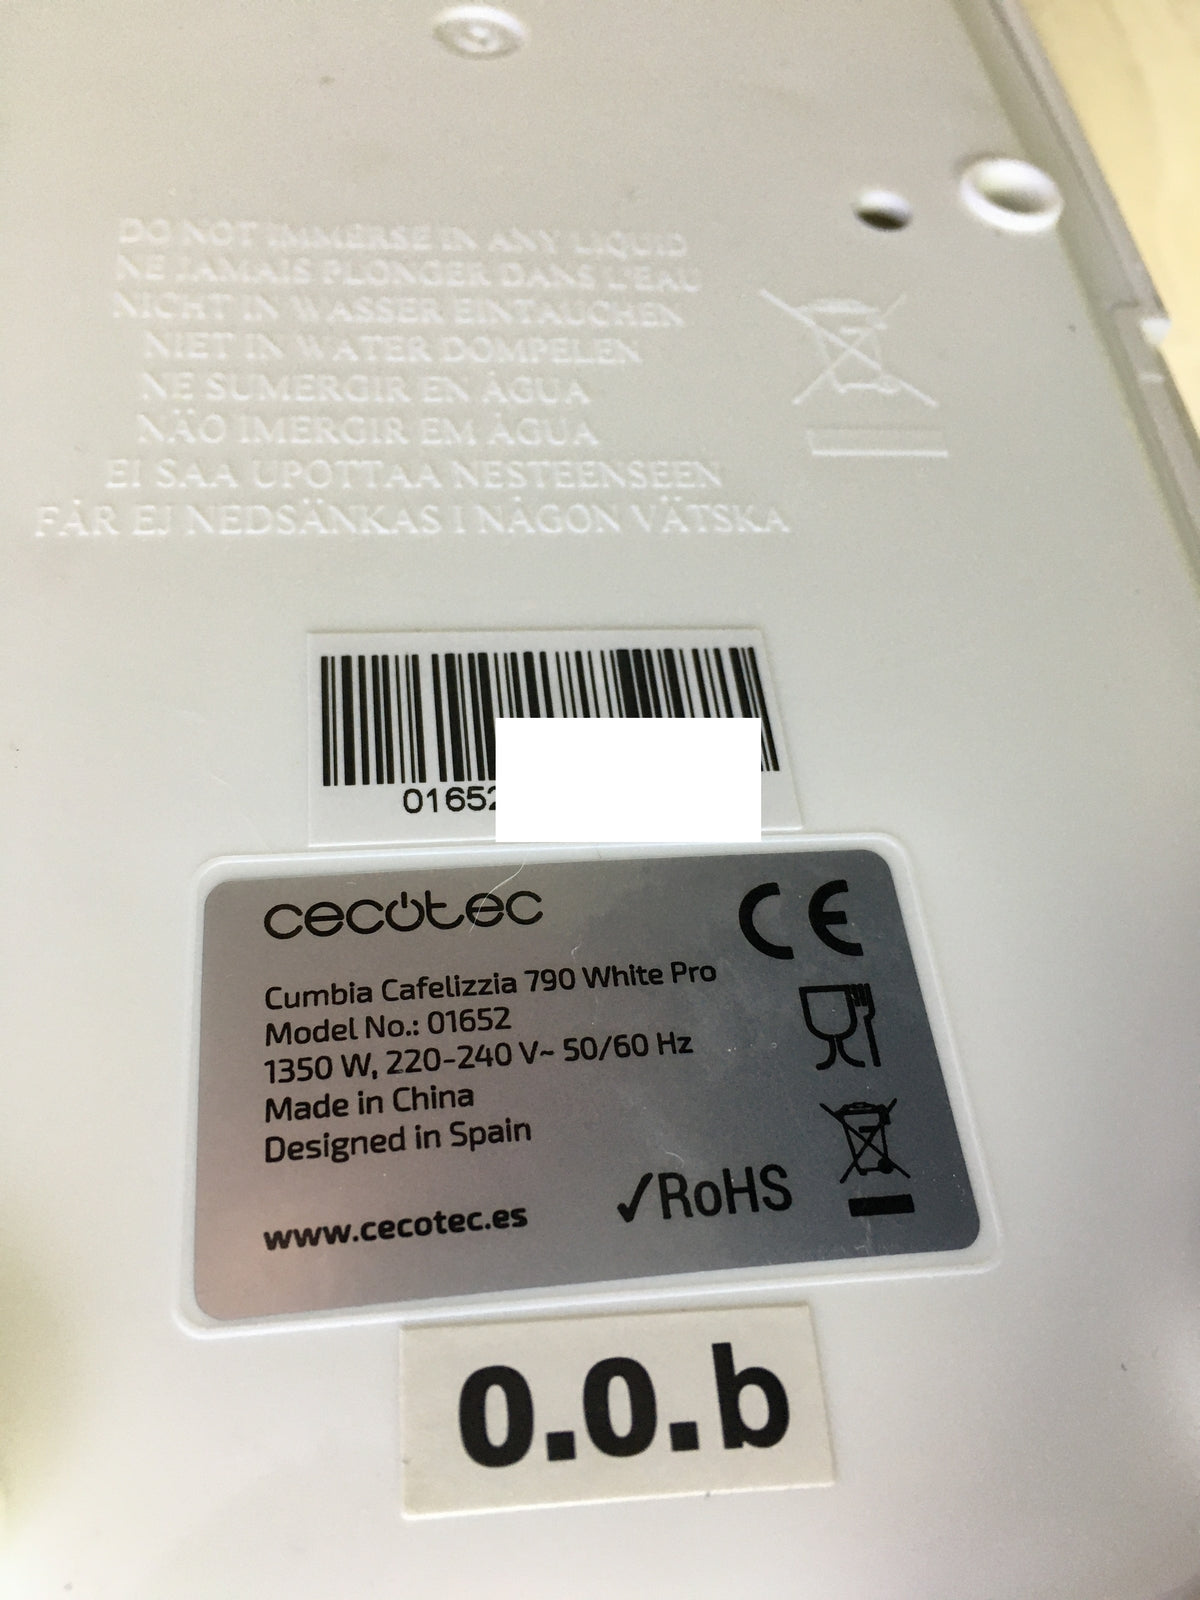 DO NOT IMMERSE IN ANY LIQUID
NE JAMAIS PLONGER DANS L'EAU
NICHT IN WASSER EINTAUCHEN
NIET IN WATER DOMPELEN
NE SUMERGIR EN ÀGUA
NÃO IMERGIR EM ÀGUA
EI SAA UPOTTAA NESTEENSEEN
FÅR EJ NEDSÄNKAS I NÅGON VÄTSKA
01652
cecotec
CE
Cumbia Cafelizzia 790 White Pro
Model No.: 01652
1350 W, 220-240 V~ 50/60 Hz
Made in China
Designed in Spain
✓RoHS
www.cecotec.es
0.0.b